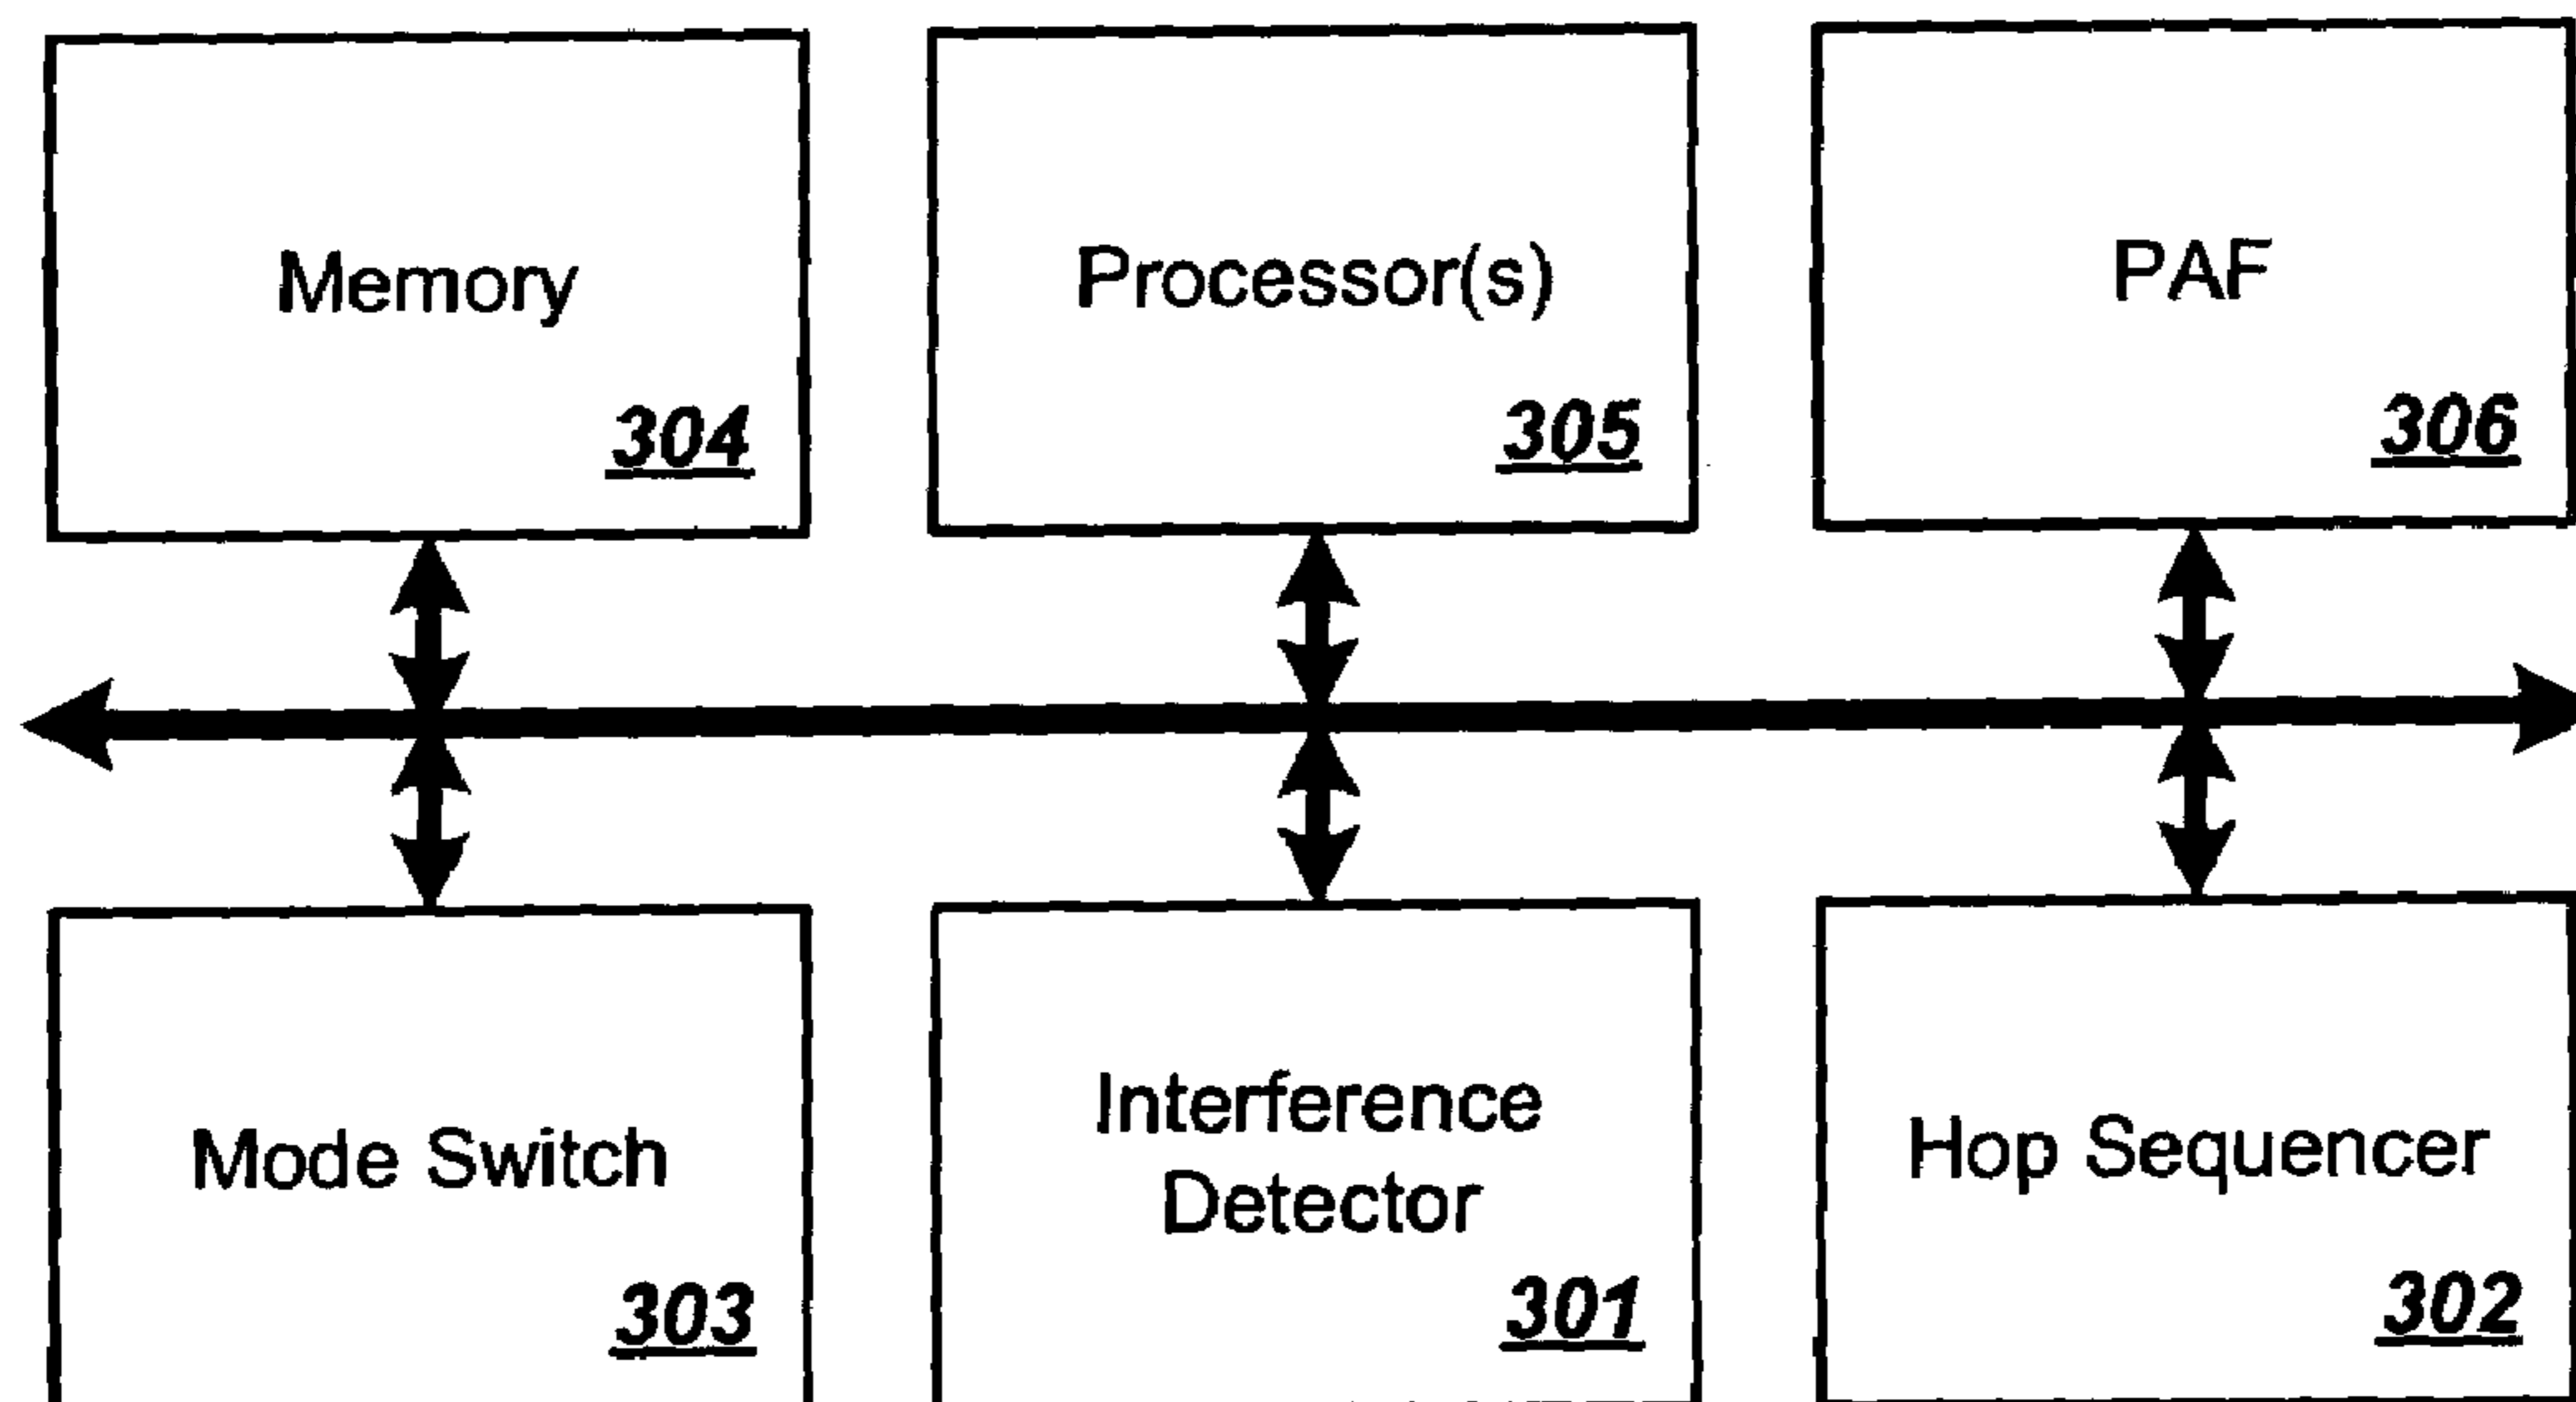 Memory
304
Processor(s)
305
PAF
306
Mode Switch
303
Interference
Detector
301
Hop Sequencer
302